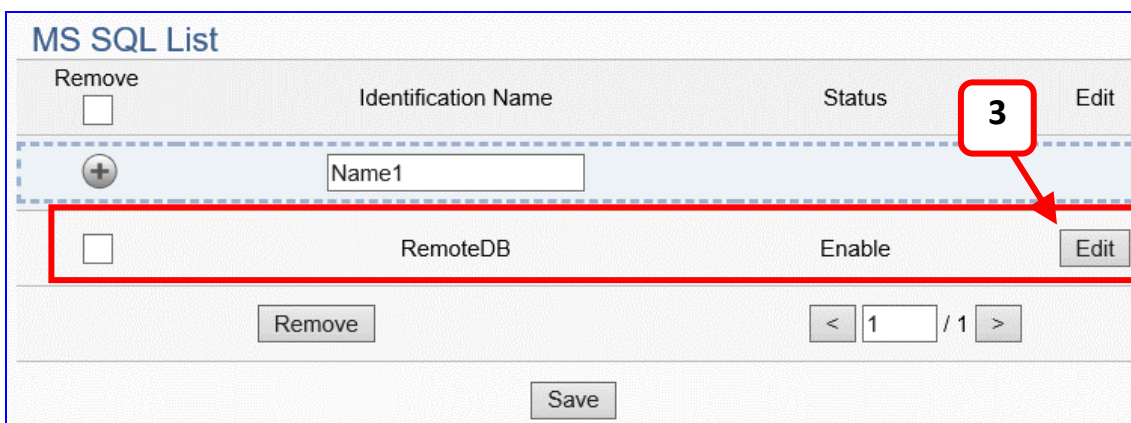 MS SQL List
Remove Identification Name Status Edit
3
Name1
RemoteDB Enable Edit
Remove < 1 / 1 >
Save